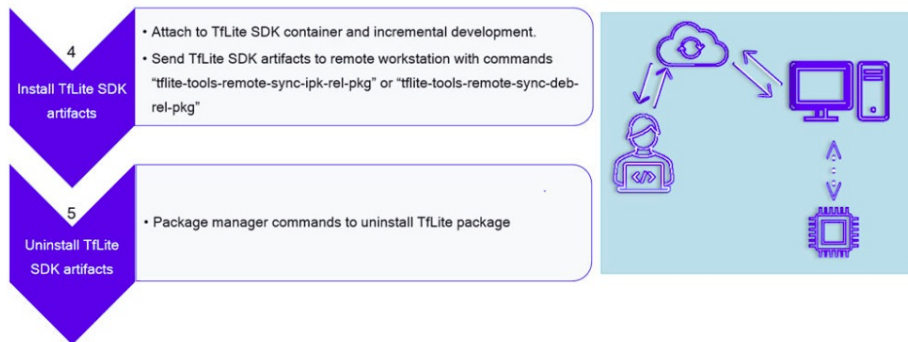 4
Install TfLite SDK
artifacts
• Attach to TfLite SDK container and incremental development.
• Send TfLite SDK artifacts to remote workstation with commands
“tflite-tools-remote-sync-ipk-rel-pkg” or “tflite-tools-remote-sync-deb-
rel-pkg”
5
Uninstall TfLite
SDK artifacts
• Package manager commands to uninstall TfLite package
</>